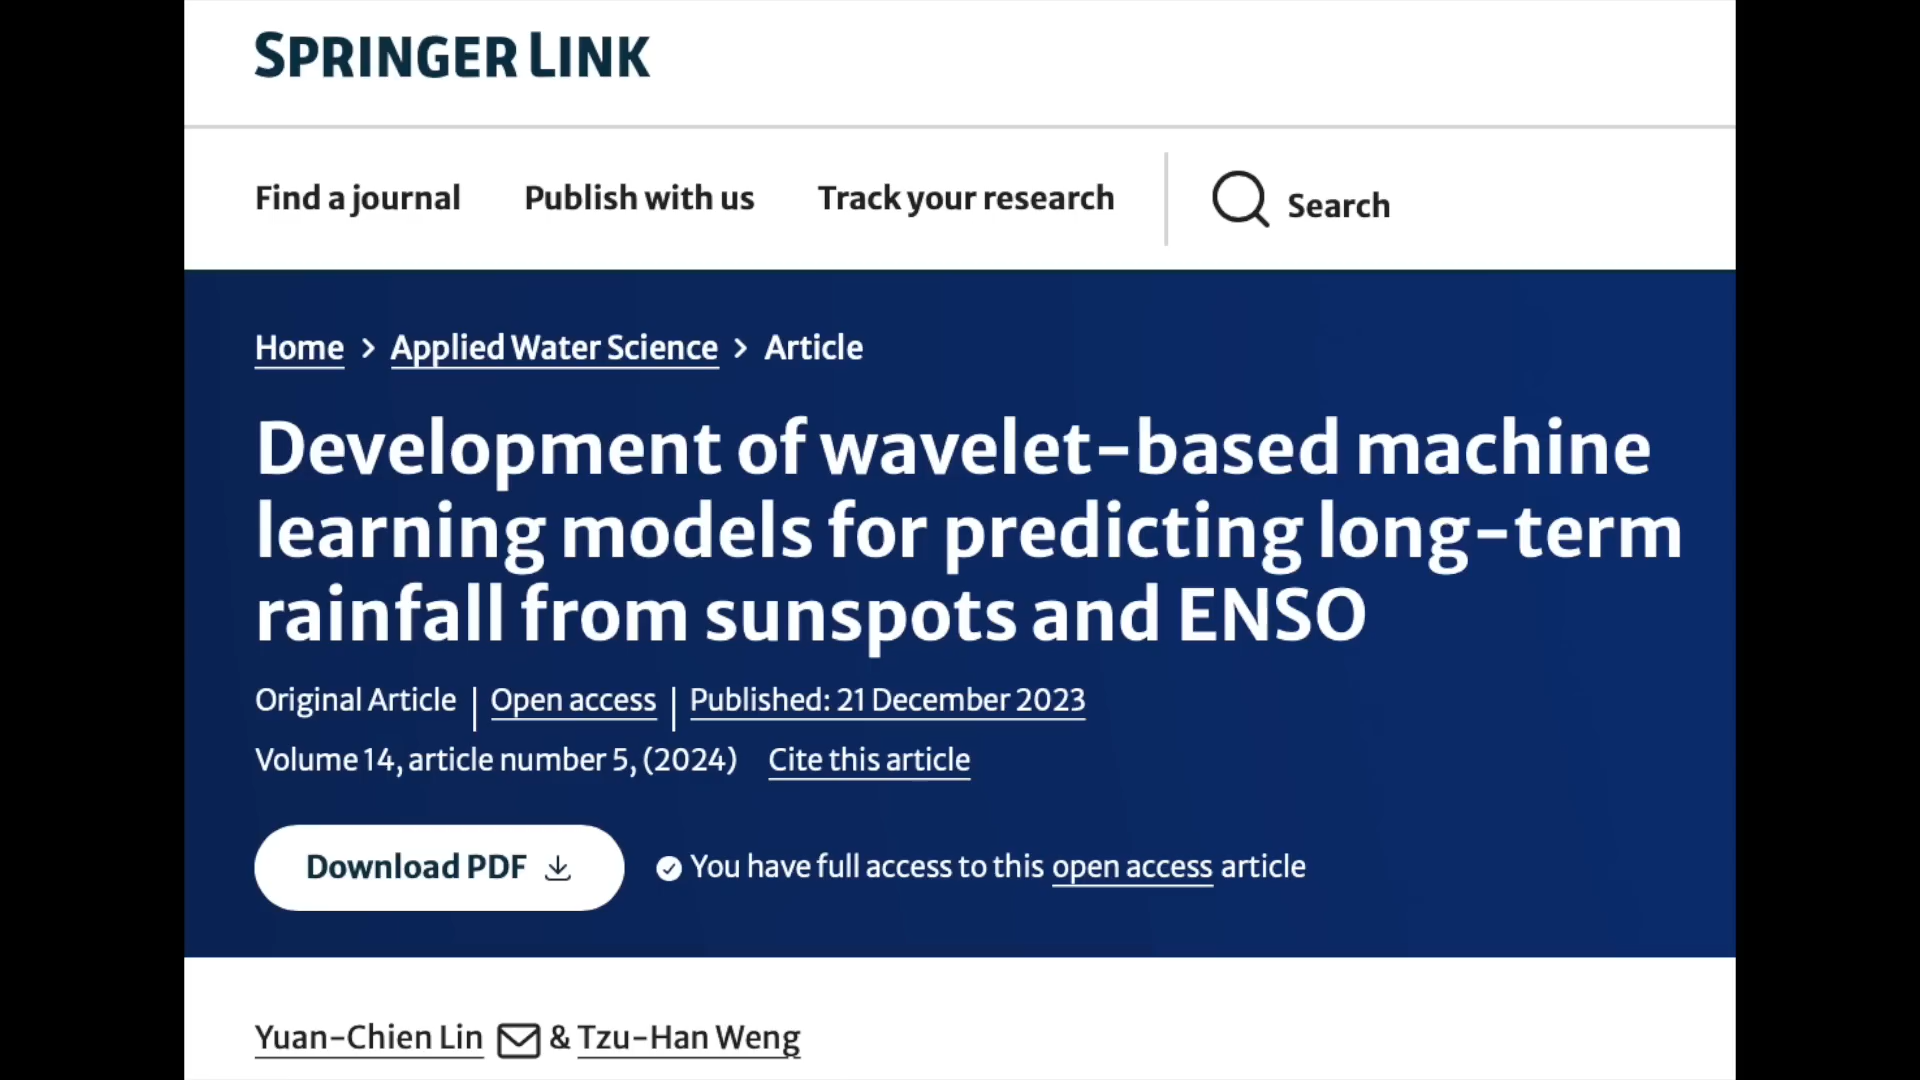 SPRINGER LINK
Find a journal Publish with us Track your research Search
Home > Applied Water Science > Article
Development of wavelet-based machine
learning models for predicting long-term
rainfall from sunspots and ENSO
Original Article | Open access | Published: 21 December 2023
Volume 14, article number 5, (2024) Cite this article
Download PDF You have full access to this open access article
Yuan-Chien Lin & Tzu-Han Weng